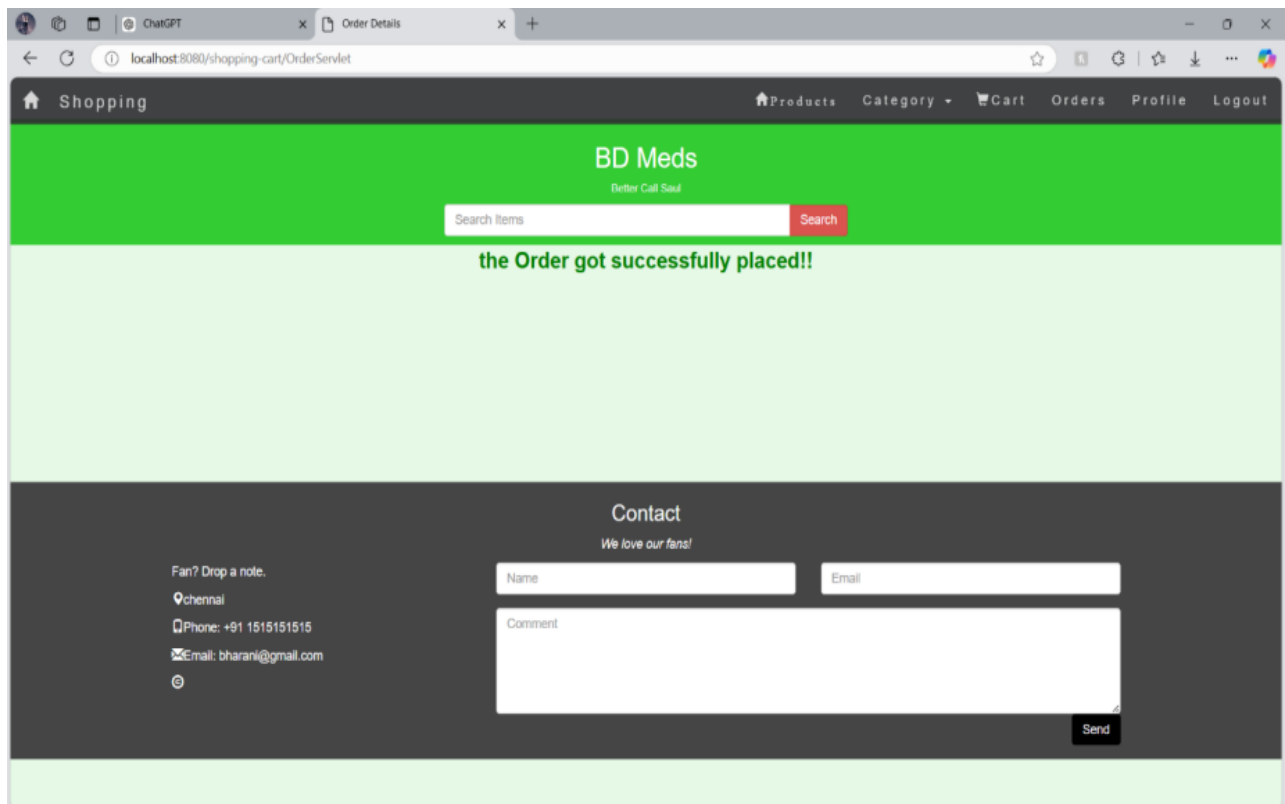 ChatGPT
Order Details
localhost:8080/shopping-cart/OrderServlet
Shopping
Products Category Cart Orders Profile Logout
BD Meds
Better Call Saul
Search Items
Search
the Order got successfully placed!!
Contact
We love our fans!
Fan? Drop a note.
chennai
Phone: +91 1515151515
Email: bharani@gmail.com
©
Name
Email
Comment
Send